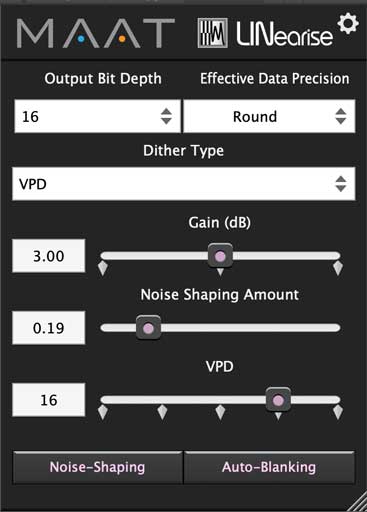 MAAT LINearise
Output Bit Depth Effective Data Precision
16 Round
Dither Type
VPD
Gain (dB)
3.00
Noise Shaping Amount
0.19
VPD
16
Noise-Shaping Auto-Blanking